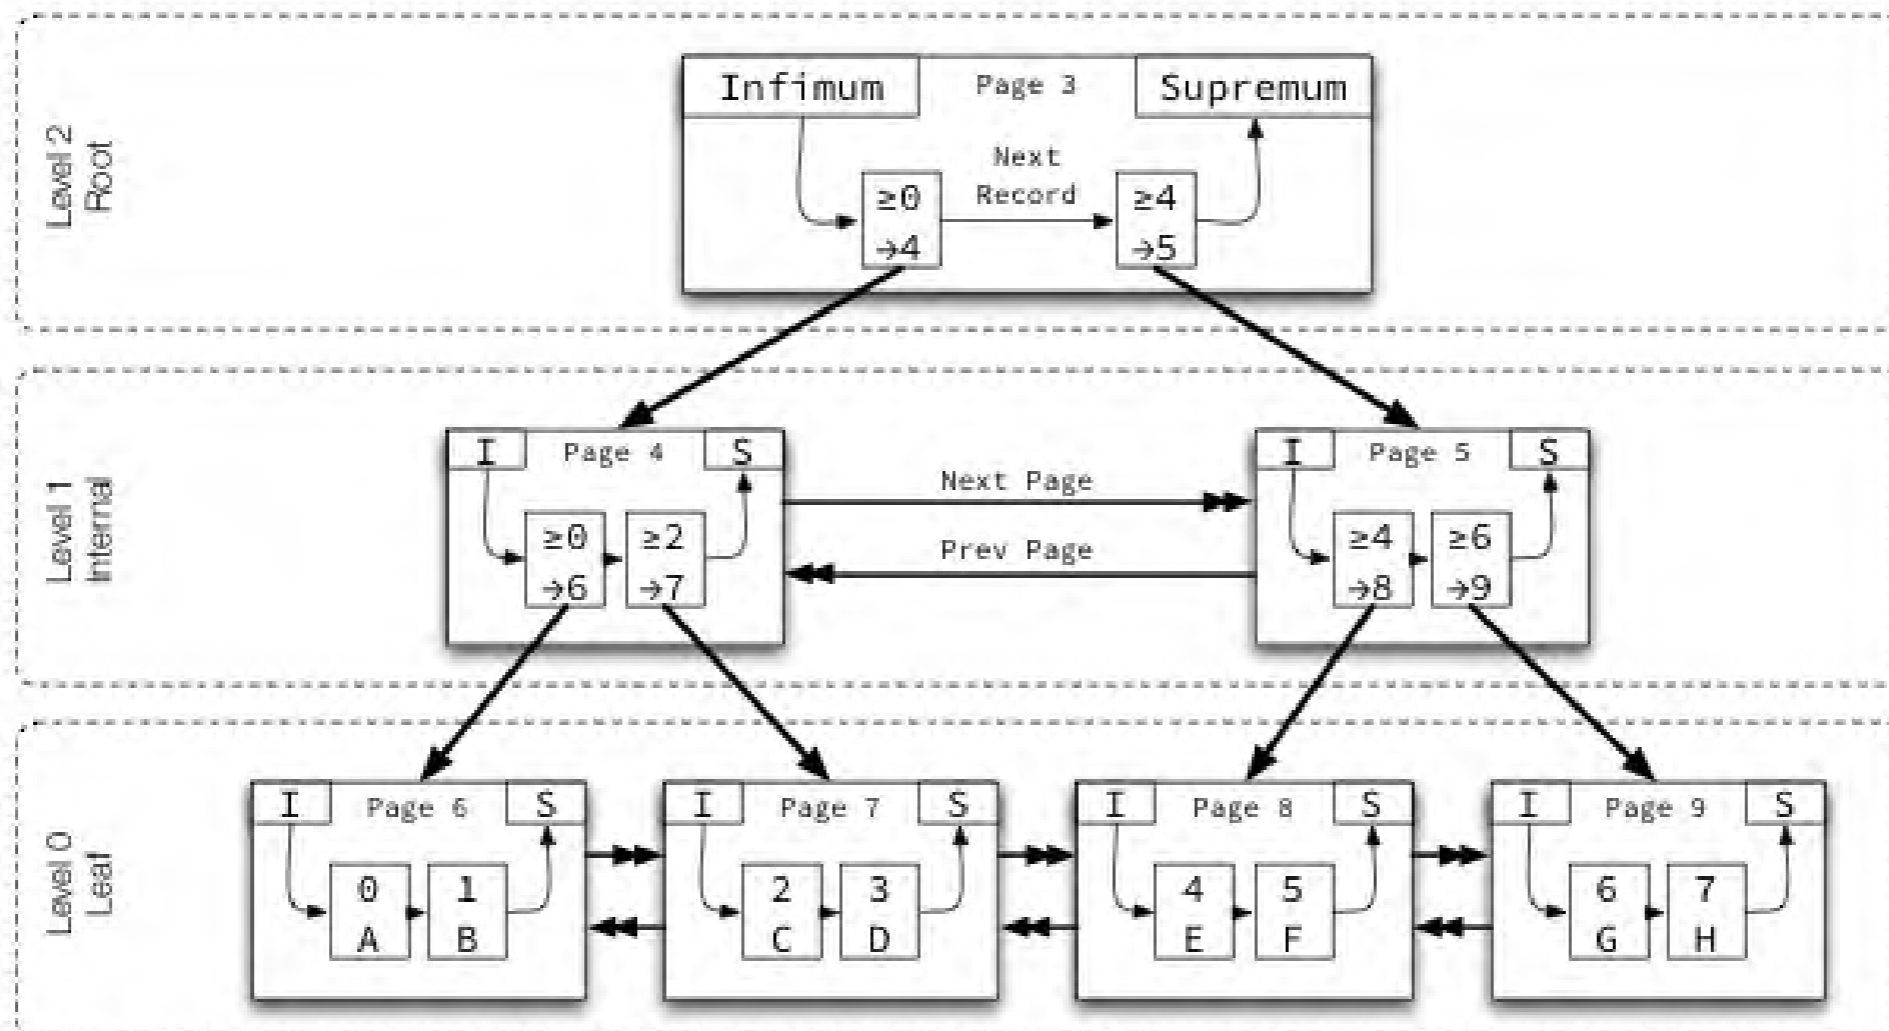 Level 2
Root
Infimum
Page 3
Supremum
Next
Record
≥0
→4
≥4
→5
Level 1
Internal
I
Page 4
S
≥0
→6
≥2
→7
Next Page
Prev Page
I
Page 5
S
≥4
→8
≥6
→9
Level 0
Leaf
I
Page 6
S
0
A
1
B
I
Page 7
S
2
C
3
D
I
Page 8
S
4
E
5
F
I
Page 9
S
6
G
7
H